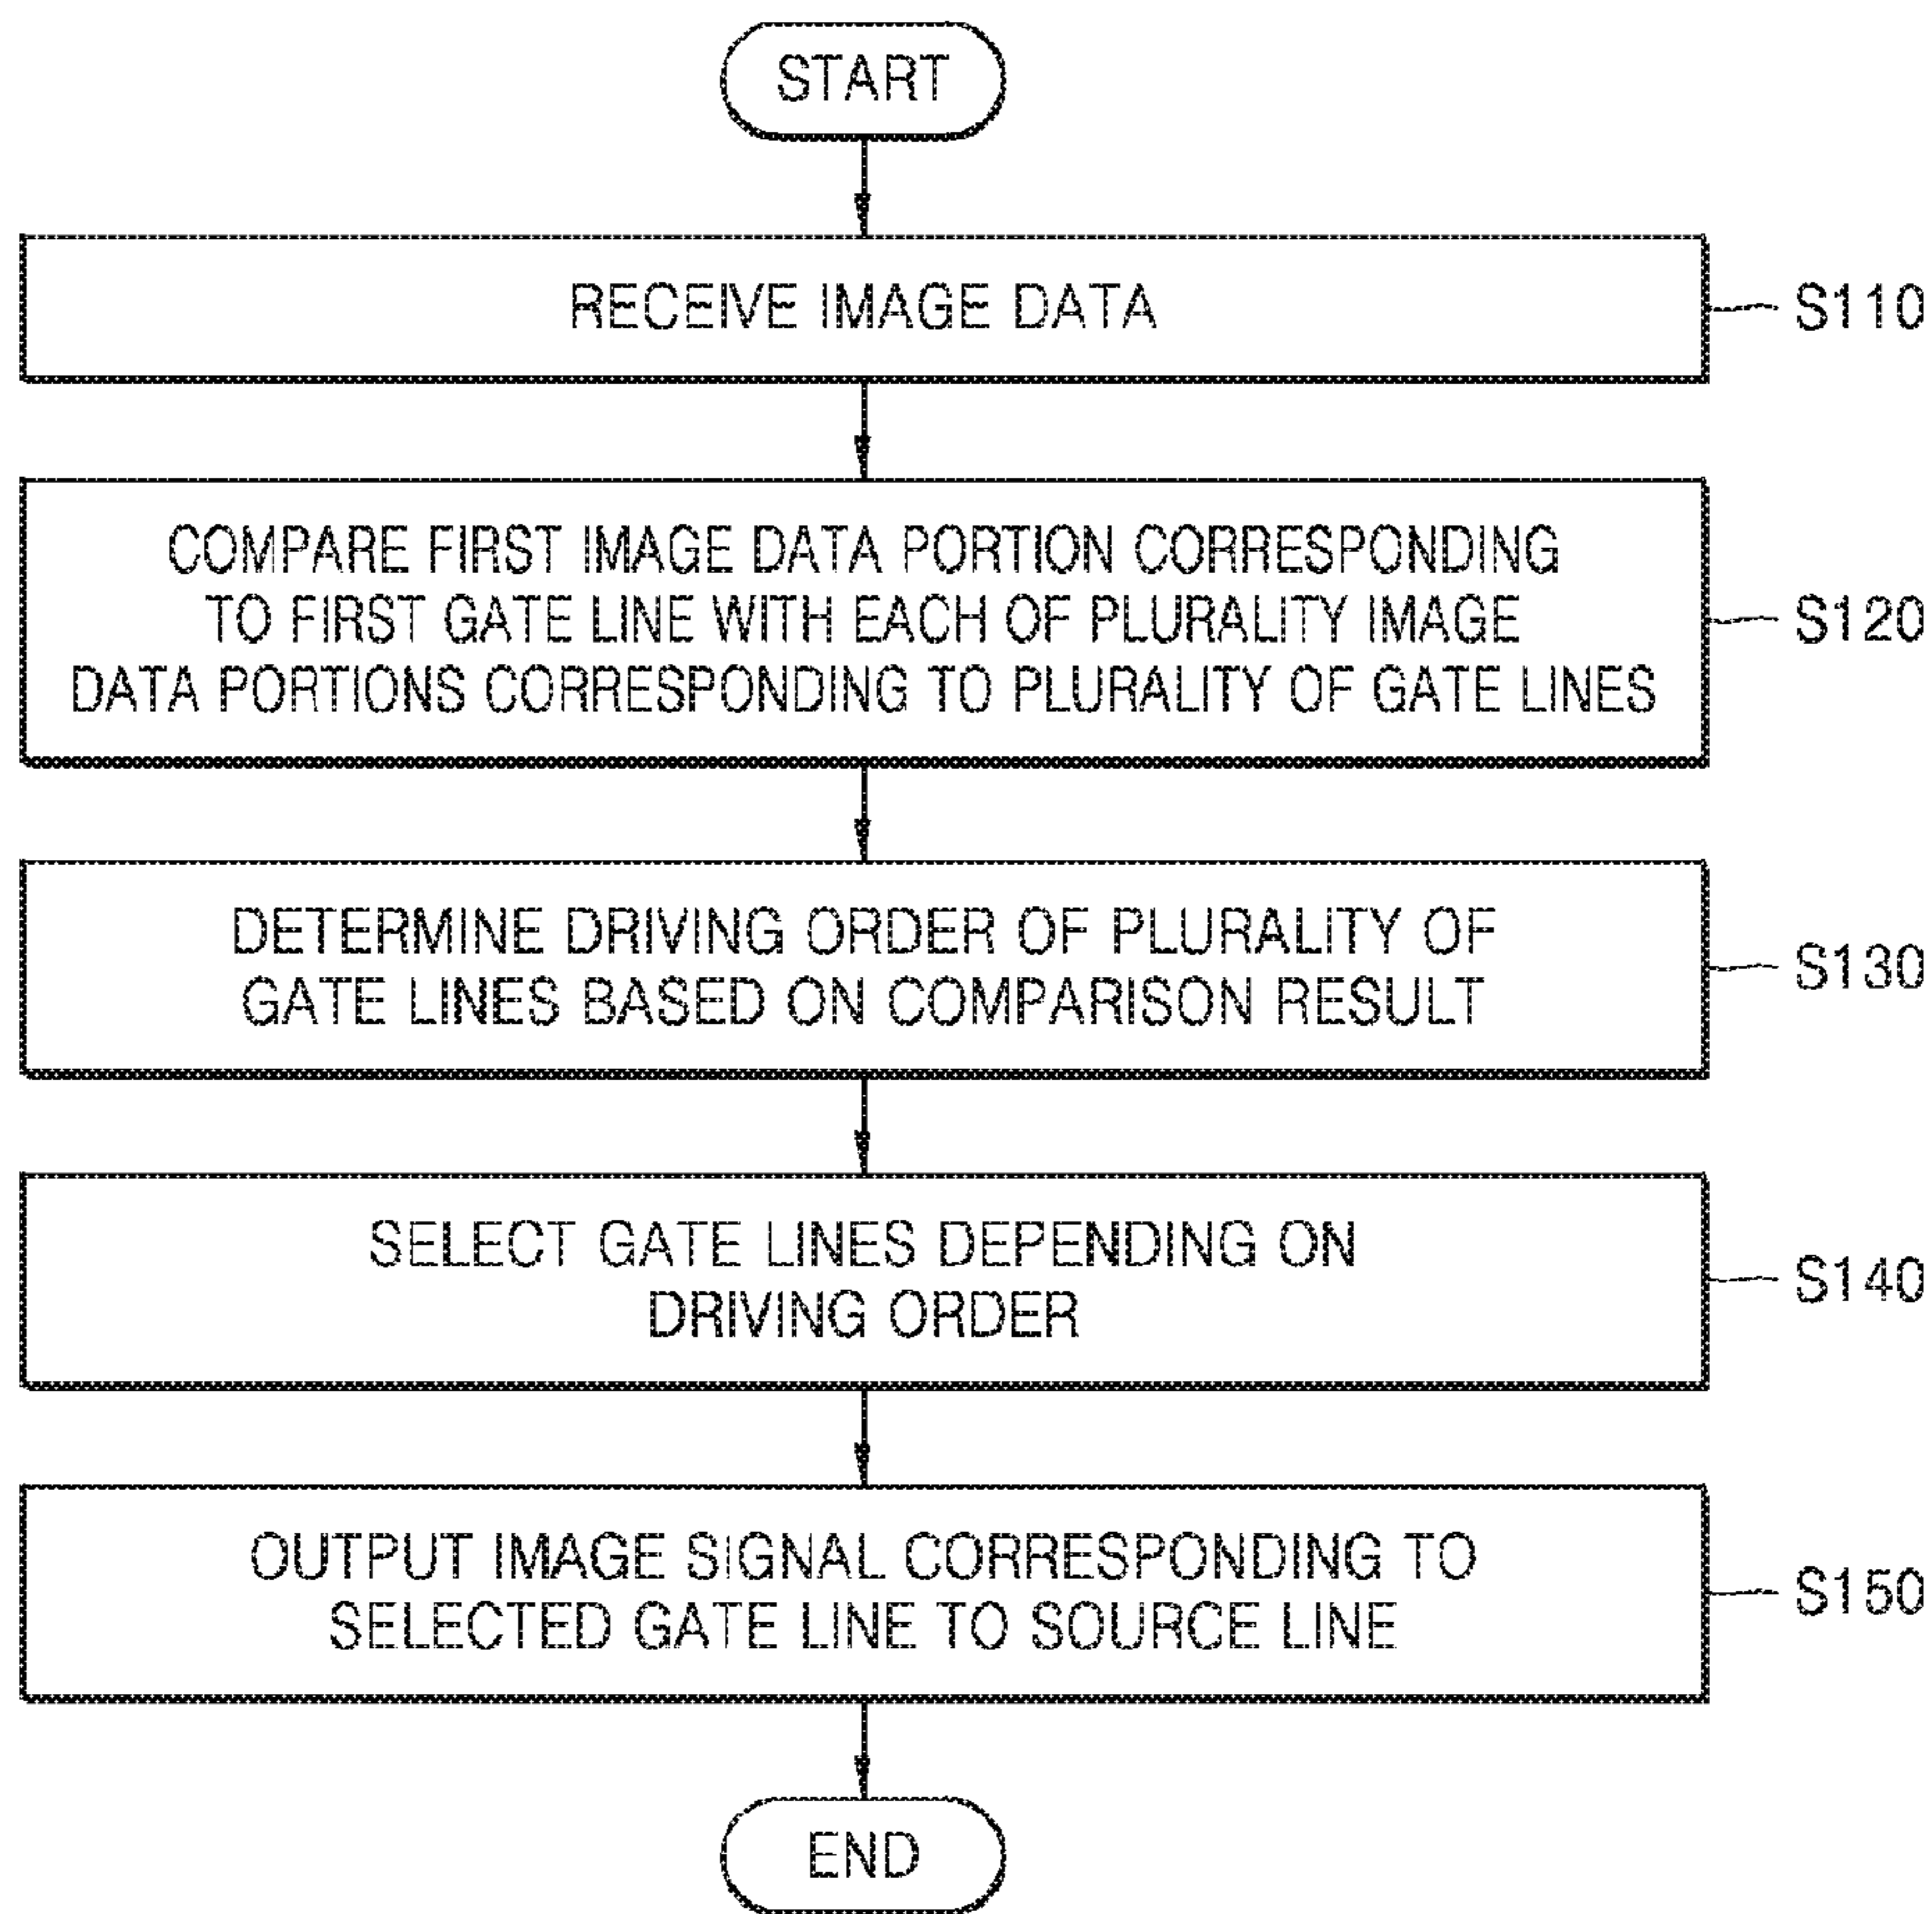 START
RECEIVE IMAGE DATA
S110
COMPARE FIRST IMAGE DATA PORTION CORRESPONDING
TO FIRST GATE LINE WITH EACH OF PLURALITY IMAGE
DATA PORTIONS CORRESPONDING TO PLURALITY OF GATE LINES
S120
DETERMINE DRIVING ORDER OF PLURALITY OF
GATE LINES BASED ON COMPARISON RESULT
S130
SELECT GATE LINES DEPENDING ON
DRIVING ORDER
S140
OUTPUT IMAGE SIGNAL CORRESPONDING TO
SELECTED GATE LINE TO SOURCE LINE
S150
END